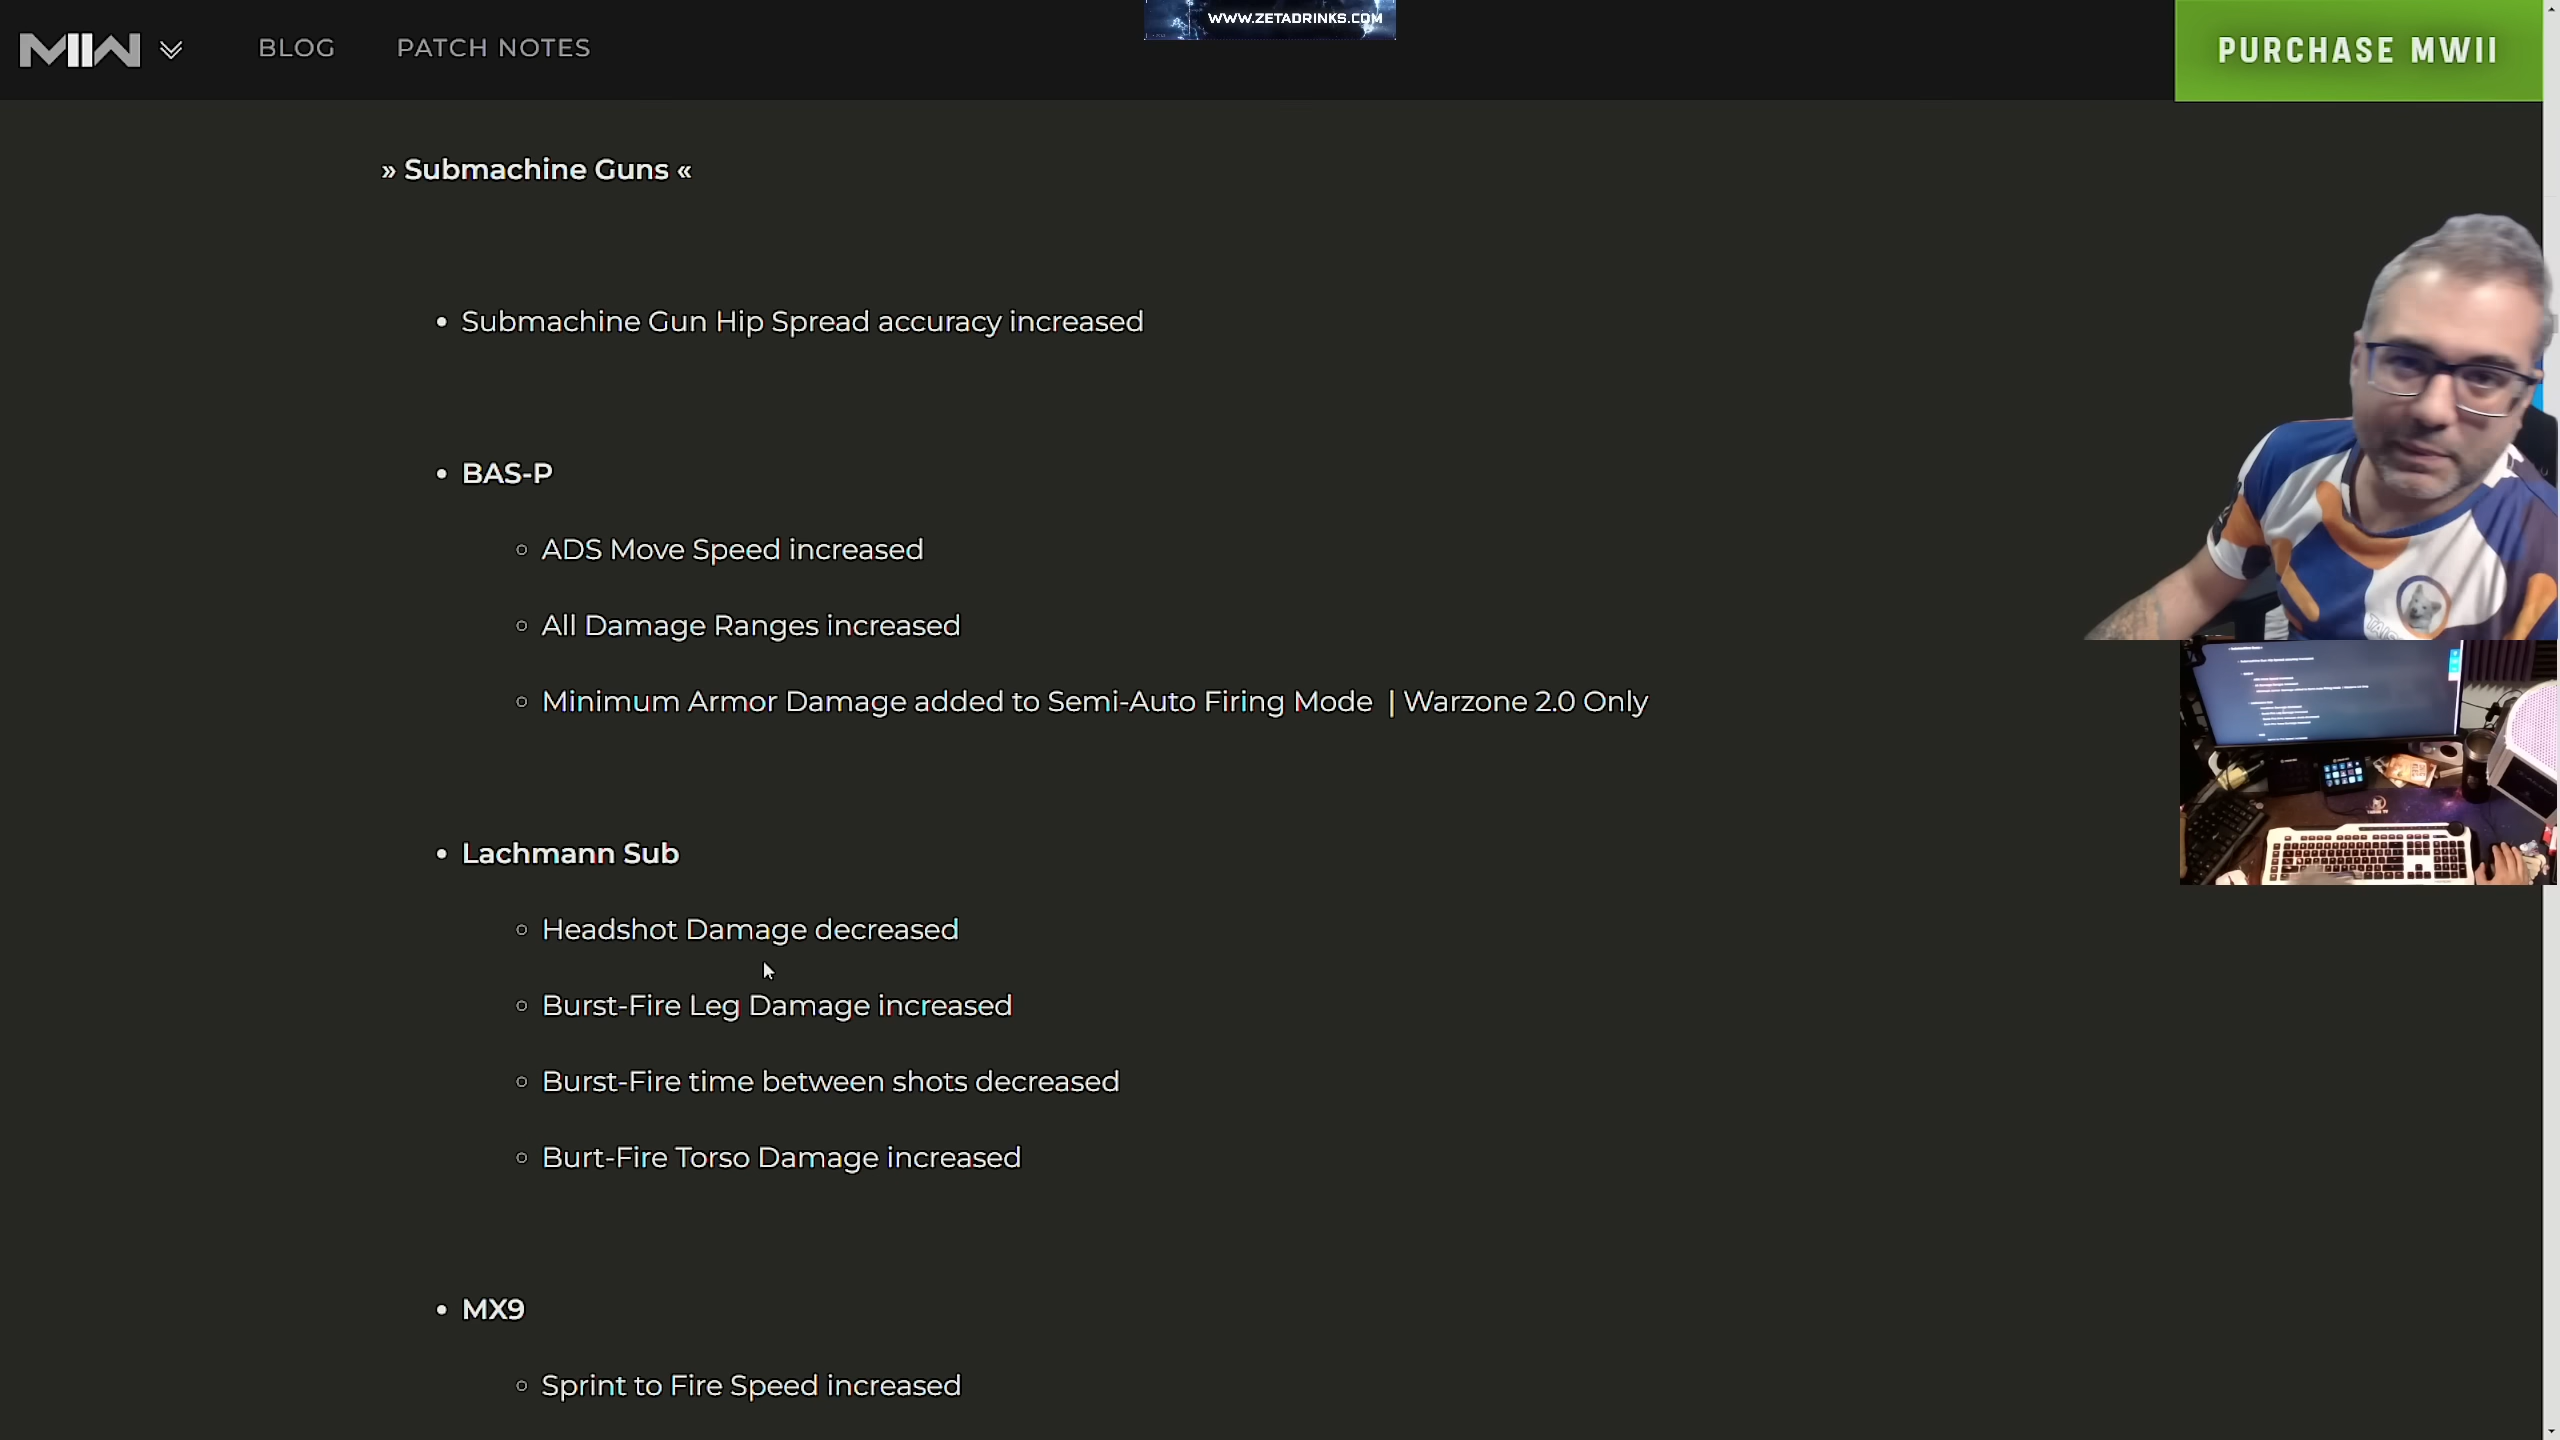 WWW.ZETADRINKS.COM
MIIW
BLOG
PATCH NOTES
PURCHASE MWII
» Submachine Guns «
• Submachine Gun Hip Spread accuracy increased
• BAS-P
○ ADS Move Speed increased
○ All Damage Ranges increased
○ Minimum Armor Damage added to Semi-Auto Firing Mode | Warzone 2.0 Only
• Lachmann Sub
○ Headshot Damage decreased
○ Burst-Fire Leg Damage increased
○ Burst-Fire time between shots decreased
○ Burt-Fire Torso Damage increased
• MX9
○ Sprint to Fire Speed increased